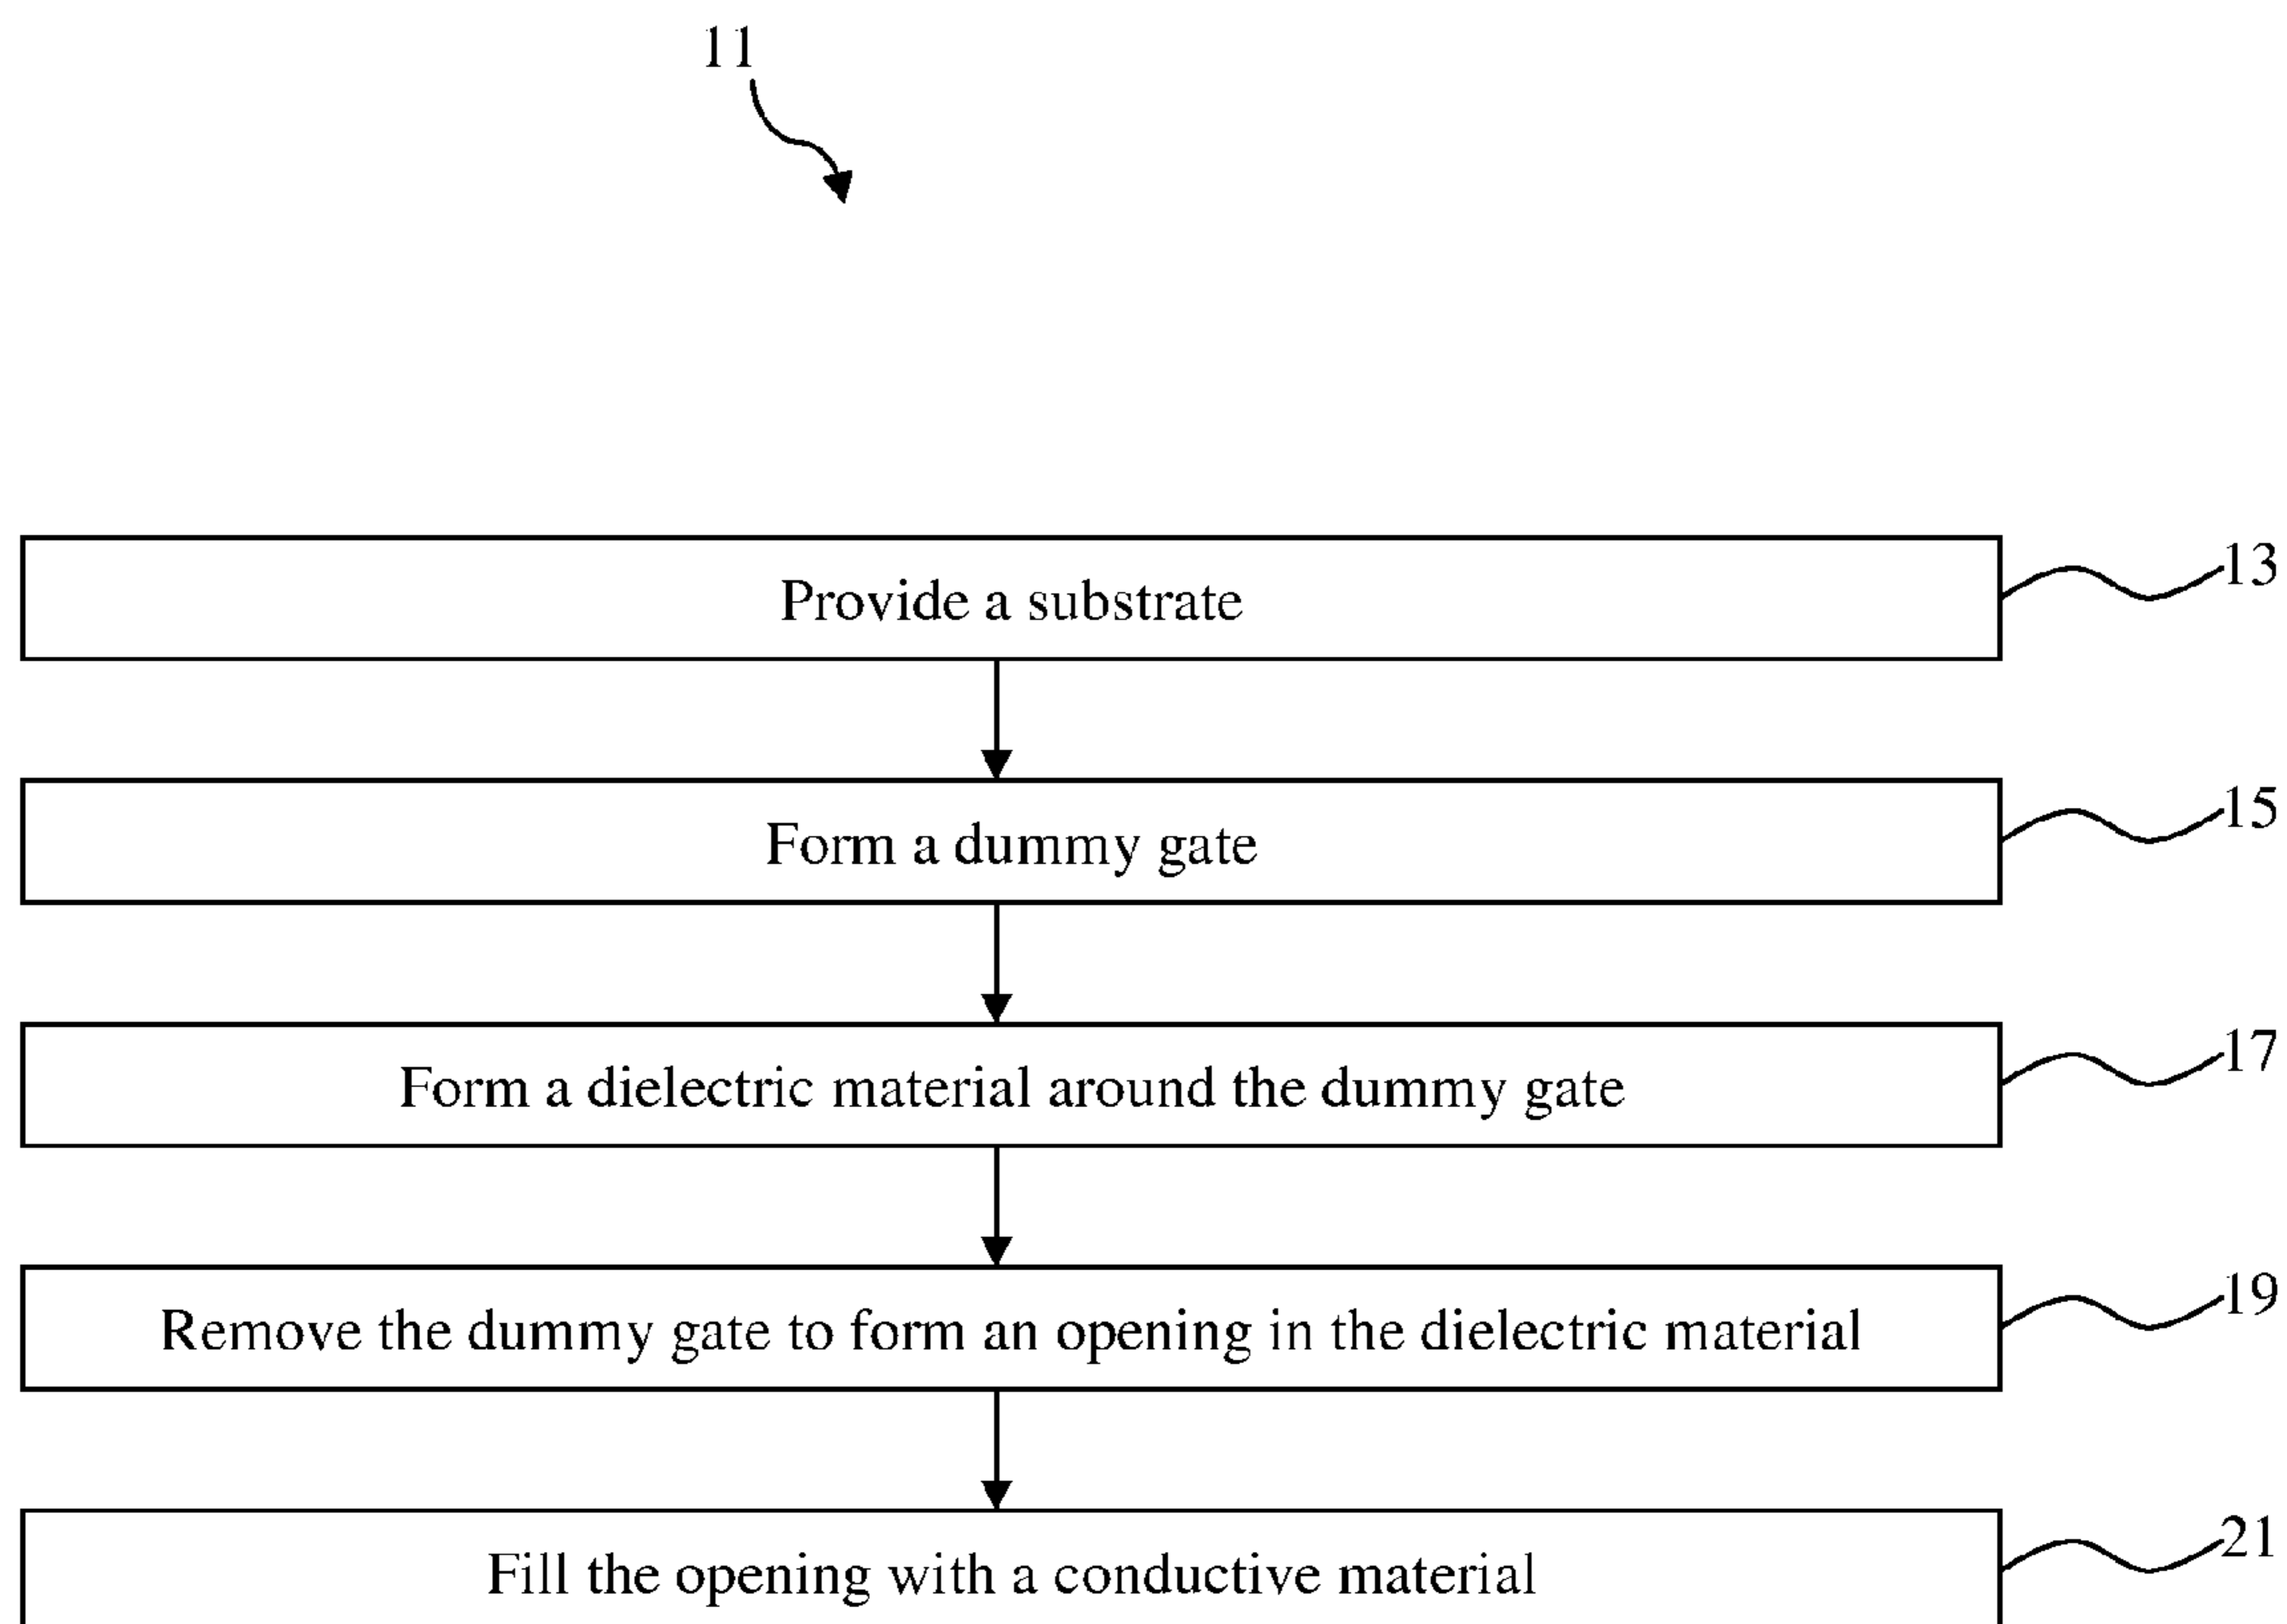 11
Provide a substrate
13
Form a dummy gate
15
Form a dielectric material around the dummy gate
17
Remove the dummy gate to form an opening in the dielectric material
19
Fill the opening with a conductive material
21